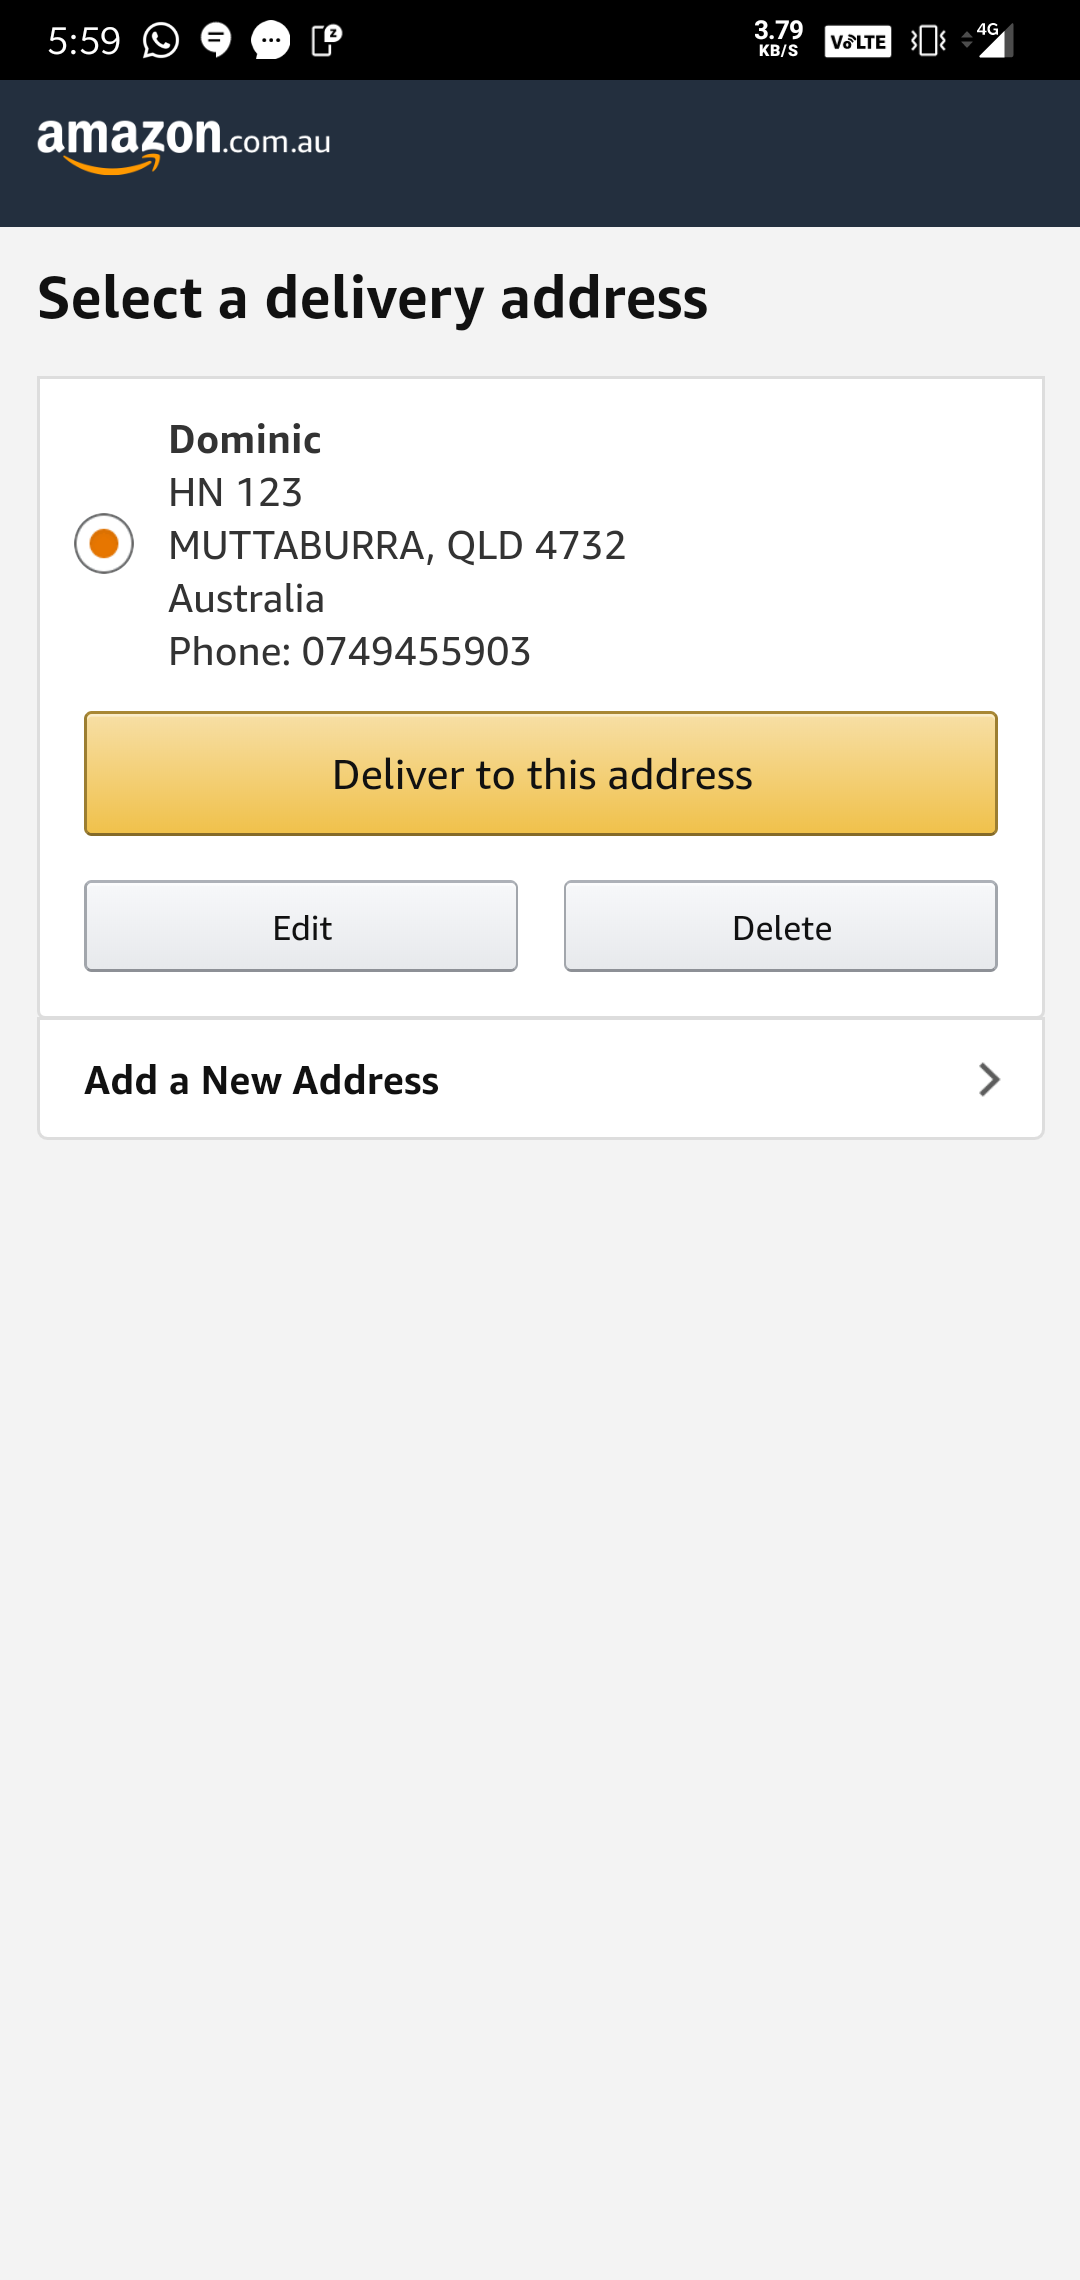 5:59
3.79
KB/S
VoLTE
4G
amazon.com.au
Select a delivery address
Dominic
HN 123
MUTTABURRA, QLD 4732
Australia
Phone: 0749455903
Deliver to this address
Edit
Delete
Add a New Address